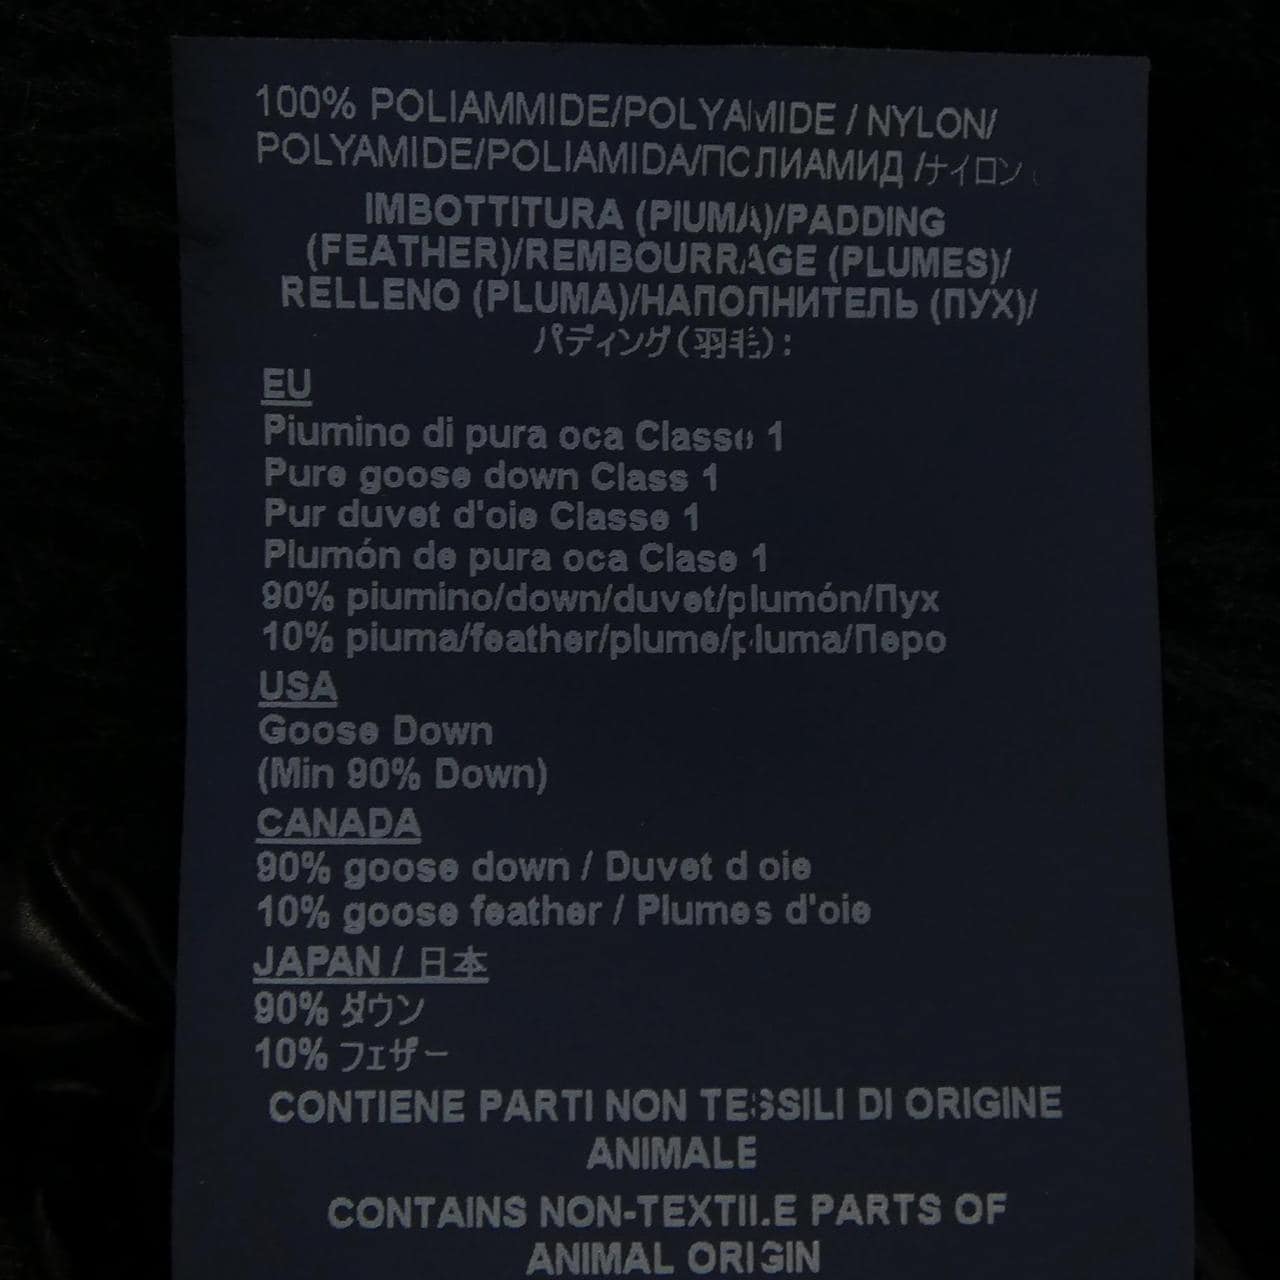 100% POLIAMMIDE/POLYAMIDE / NYLON/
POLYAMIDE/POLIAMIDA/ПОЛИАМИД /ナイロン
IMBOTTITURA (PIUMA)/PADDING
(FEATHER)/REMBOURRAGE (PLUMES)/
RELLENO (PLUMA)/НАПОЛНИТЕЛЬ (ПУХ)/
パディング(羽毛):
EU
Piumino di pura oca Classe 1
Pure goose down Class 1
Pur duvet d'oie Classe 1
Plumón de pura oca Clase 1
90% piumino/down/duvet/plumón/Пух
10% piuma/feather/plume/pluma/Перо
USA
Goose Down
(Min 90% Down)
CANADA
90% goose down / Duvet d oie
10% goose feather / Plumes d'oie
JAPAN / 日本
90% ダウン
10% フェザー
CONTIENE PARTI NON TESSILI DI ORIGINE
ANIMALE
CONTAINS NON-TEXTILE PARTS OF
ANIMAL ORIGIN